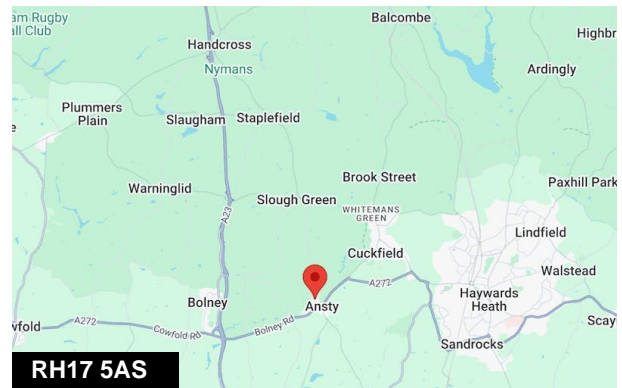 am Rugby
all Club
Balcombe
Highbr
Handcross
Nymans
Ardingly
Plummers
Plain
Slaugham
Staplefield
e
Brook Street
Warninglid
Slough Green
Paxhill Park
WHITEMANS
GREEN
A23
Lindfield
Cuckfield
Walstead
A272
Haywards
Heath
Bolney
Ansty
wfold
A272
Cowfold Rd
Bolney Rd
Scay
Sandrocks
RH17 5AS